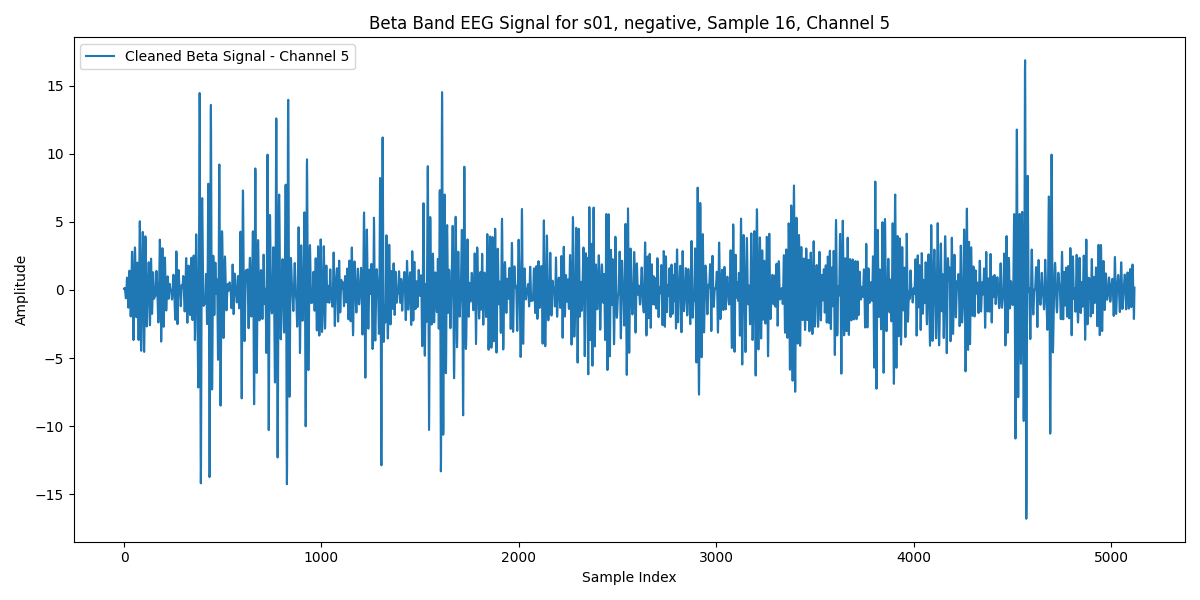 Beta Band EEG Signal for s01, negative, Sample 16, Channel 5
Cleaned Beta Signal - Channel 5
15
10
5
0
−5
−10
−15
Amplitude
0 1000 2000 3000 4000 5000
Sample Index